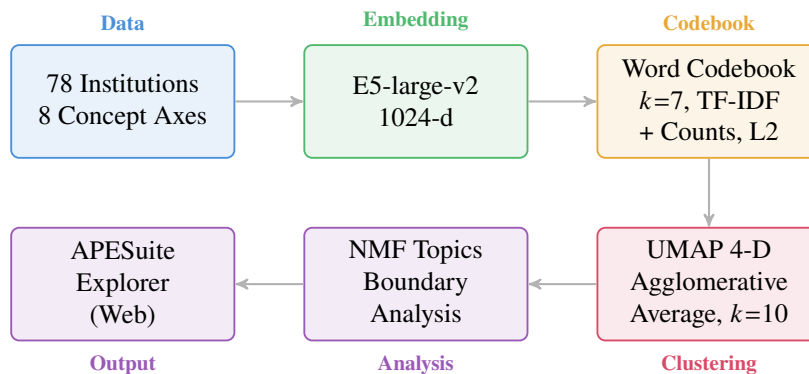 Data
78 Institutions
8 Concept Axes
Embedding
E5-large-v2
1024-d
Codebook
Word Codebook
k=7, TF-IDF
+ Counts, L2
UMAP 4-D
Agglomerative
Average, k=10
Clustering
NMF Topics
Boundary
Analysis
Analysis
APESuite
Explorer
(Web)
Output